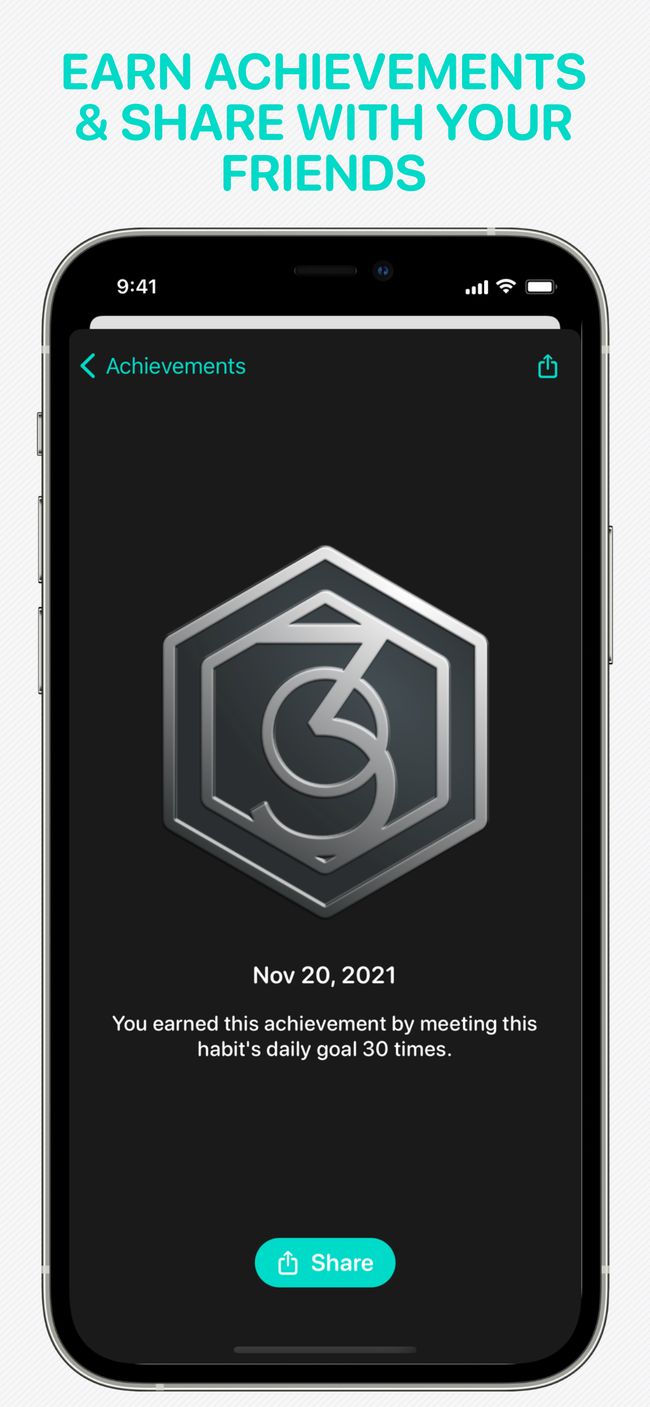 EARN ACHIEVEMENTS
& SHARE WITH YOUR
FRIENDS
9:41
Achievements
30
Nov 20, 2021
You earned this achievement by meeting this
habit's daily goal 30 times.
Share